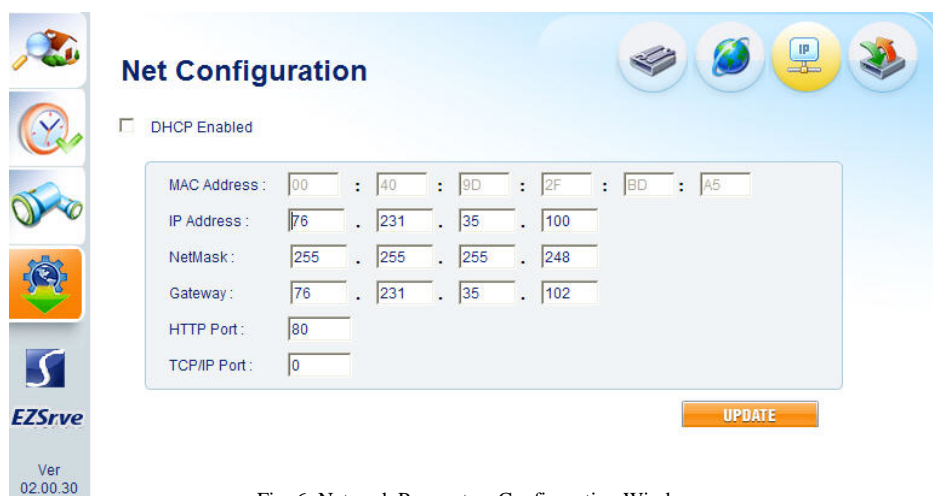 Net Configuration
IP
DHCP Enabled
MAC Address : 00 : 40 : 9D : 2F : BD : A5
IP Address : 76 . 231 . 35 . 100
NetMask : 255 . 255 . 255 . 248
Gateway : 76 . 231 . 35 . 102
HTTP Port : 80
TCP/IP Port : 0
UPDATE
EZSrve
Ver
02.00.30